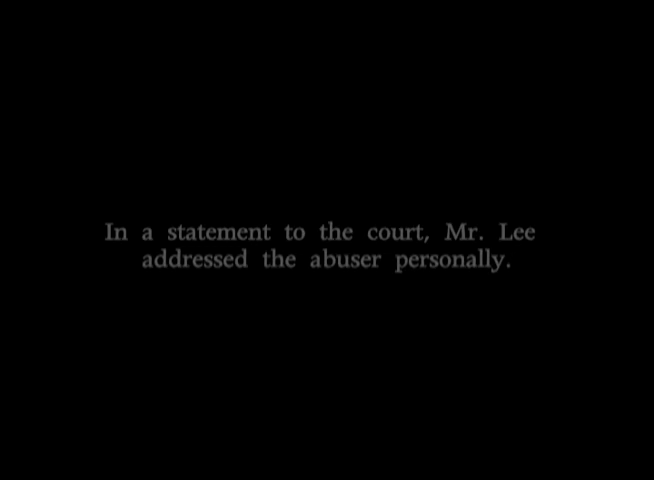 In a statement to the court, Mr. Lee
addressed the abuser personally.